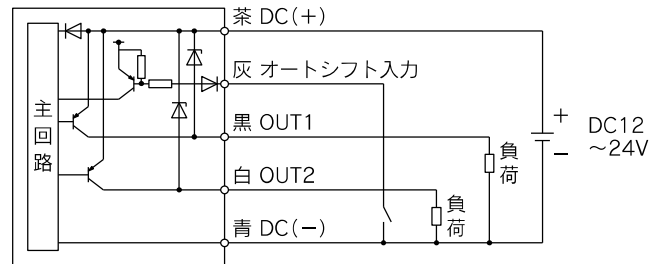 茶 DC(+)
灰 オートシフト入力
主回路
黒 OUT1
白 OUT2
青 DC(−)
負荷
負荷
+
−
DC12
～24V